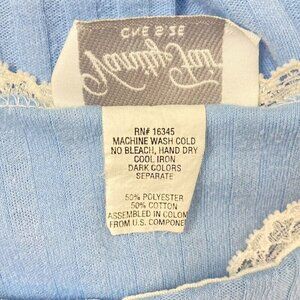 ONE SIZE
RN# 16345
MACHINE WASH COLD
NO BLEACH, HAND DRY
COOL IRON
DARK COLORS
SEPARATE
50% POLYESTER
50% COTTON
ASSEMBLED IN COLOM
FROM U.S. COMPONE